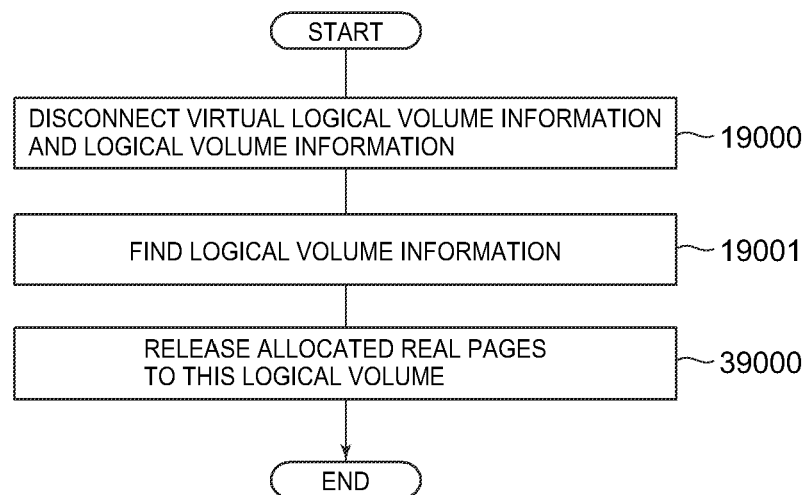 START
DISCONNECT VIRTUAL LOGICAL VOLUME INFORMATION
AND LOGICAL VOLUME INFORMATION
19000
FIND LOGICAL VOLUME INFORMATION
19001
RELEASE ALLOCATED REAL PAGES
TO THIS LOGICAL VOLUME
39000
END